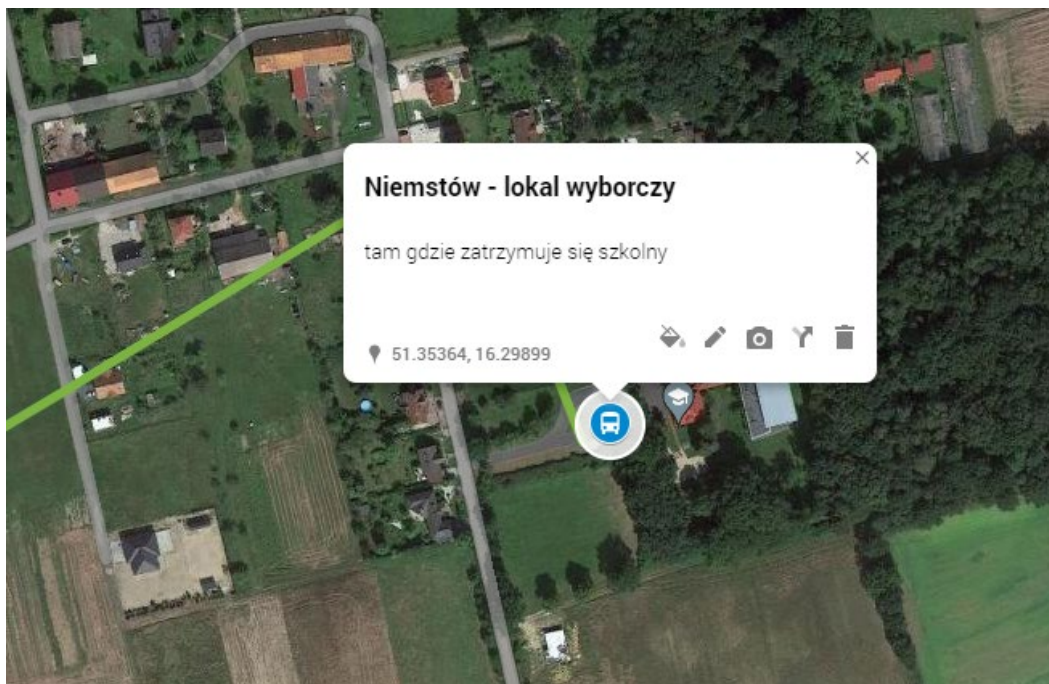 Niemstów - lokal wyborczy
tam gdzie zatrzymuje się szkolny
51.35364, 16.29899